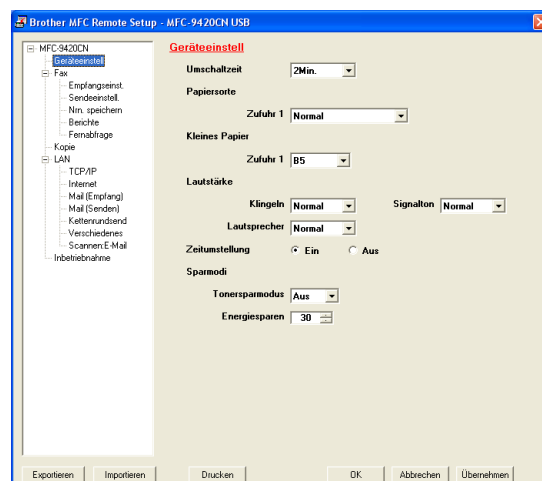 Brother MFC Remote Setup - MFC-9420CN USB
MFC-9420CN
Geräteeinstell
Fax
Empfangseinst.
Sendeeinstell.
Nrn. speichern
Berichte
Fernabfrage
Kopie
LAN
TCP/IP
Internet
Mail (Empfang)
Mail (Senden)
Kettenrundsend
Verschiedenes
Scannen:E-Mail
Inbetriebnahme
Geräteeinstell
Umschaltzeit 2Min.
Papiersorte
Zufuhr 1 Normal
Kleines Papier
Zufuhr 1 B5
Lautstärke
Klingeln Normal Signalton Normal
Lautsprecher Normal
Zeitumstellung Ein Aus
Sparmodi
Tonersparmodus Aus
Energiesparen 30
Exportieren Importieren Drucken OK Abbrechen Übernehmen